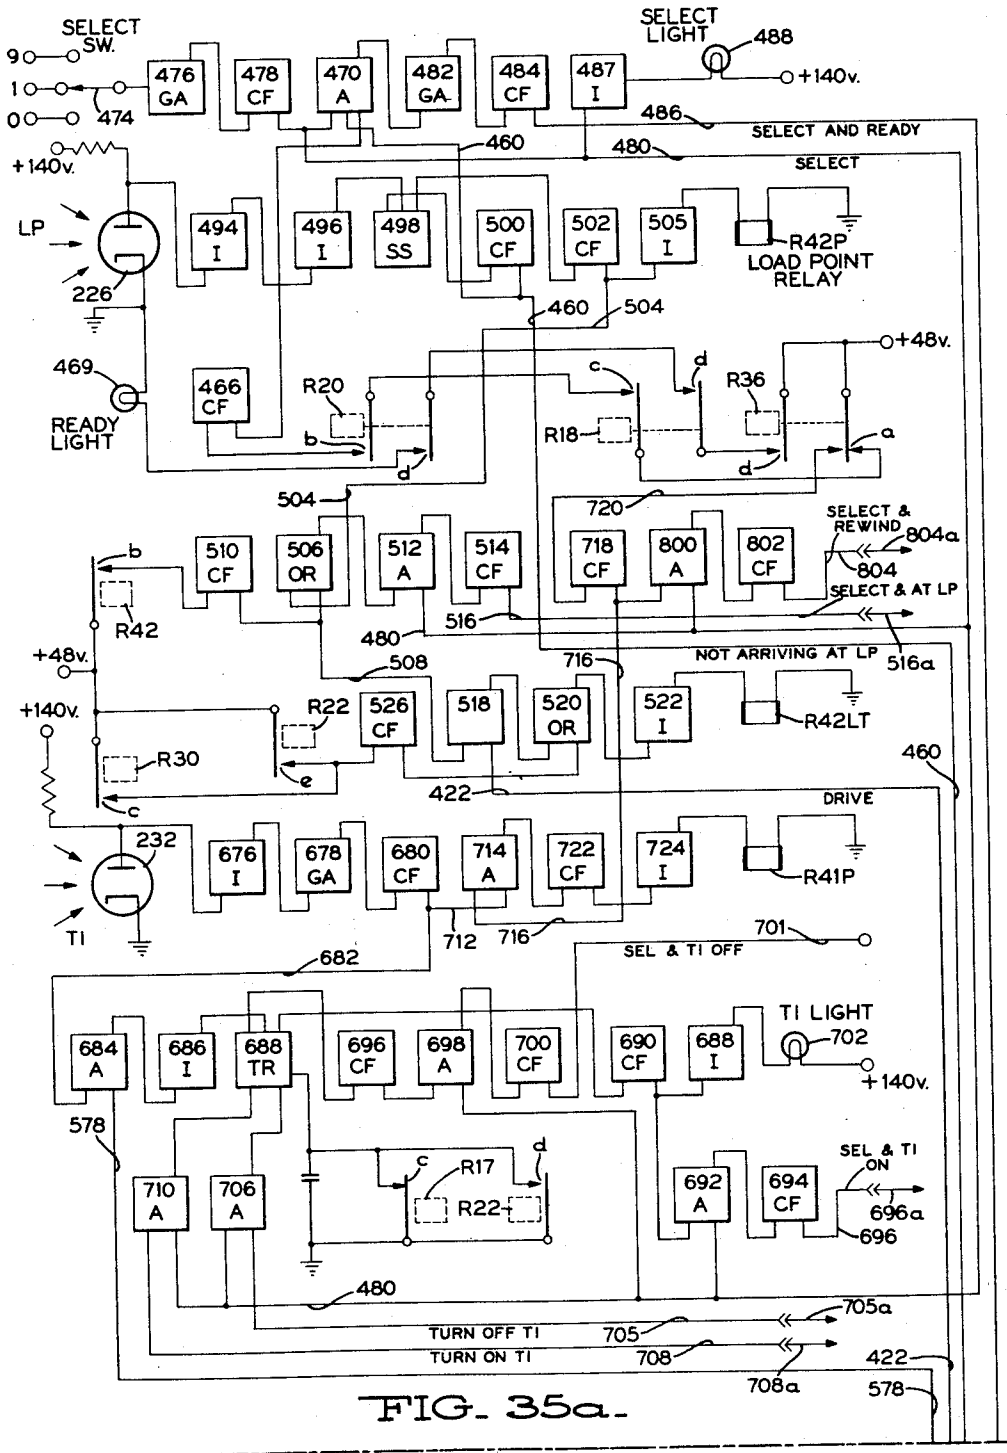 SELECT SW.
9
1
0
474
+140v.
476 GA
478 CF
470 A
482 GA
484 CF
487 I
SELECT LIGHT
488
+140v.
486
SELECT AND READY
460
480
SELECT
LP
226
494 I
496 I
498 SS
500 CF
502 CF
505 I
R42P
LOAD POINT RELAY
460
504
469
READY LIGHT
466 CF
R20
b
d
c
d
R18
R36
d
a
+48v.
504
720
SELECT & REWIND
804a
804
b
R42
510 CF
506 OR
512 A
514 CF
718 CF
800 A
802 CF
SELECT & AT LP
516
480
516a
NOT ARRIVING AT LP
+48v.
508
716
+140v.
R22
526 CF
518
520 OR
522 I
R42LT
R30
e
c
422
DRIVE
460
232
TI
676 I
678 GA
680 CF
714 A
722 CF
724 I
R41P
712
716
701
SEL & TI OFF
682
684 A
686 I
688 TR
696 CF
698 A
700 CF
690 CF
688 I
TI LIGHT
702
+140v.
578
710 A
706 A
c
R17
R22
d
692 A
694 CF
SEL & TI ON
696a
696
480
705a
TURN OFF TI
705
TURN ON TI
708
708a
422
578
FIG. 35a.